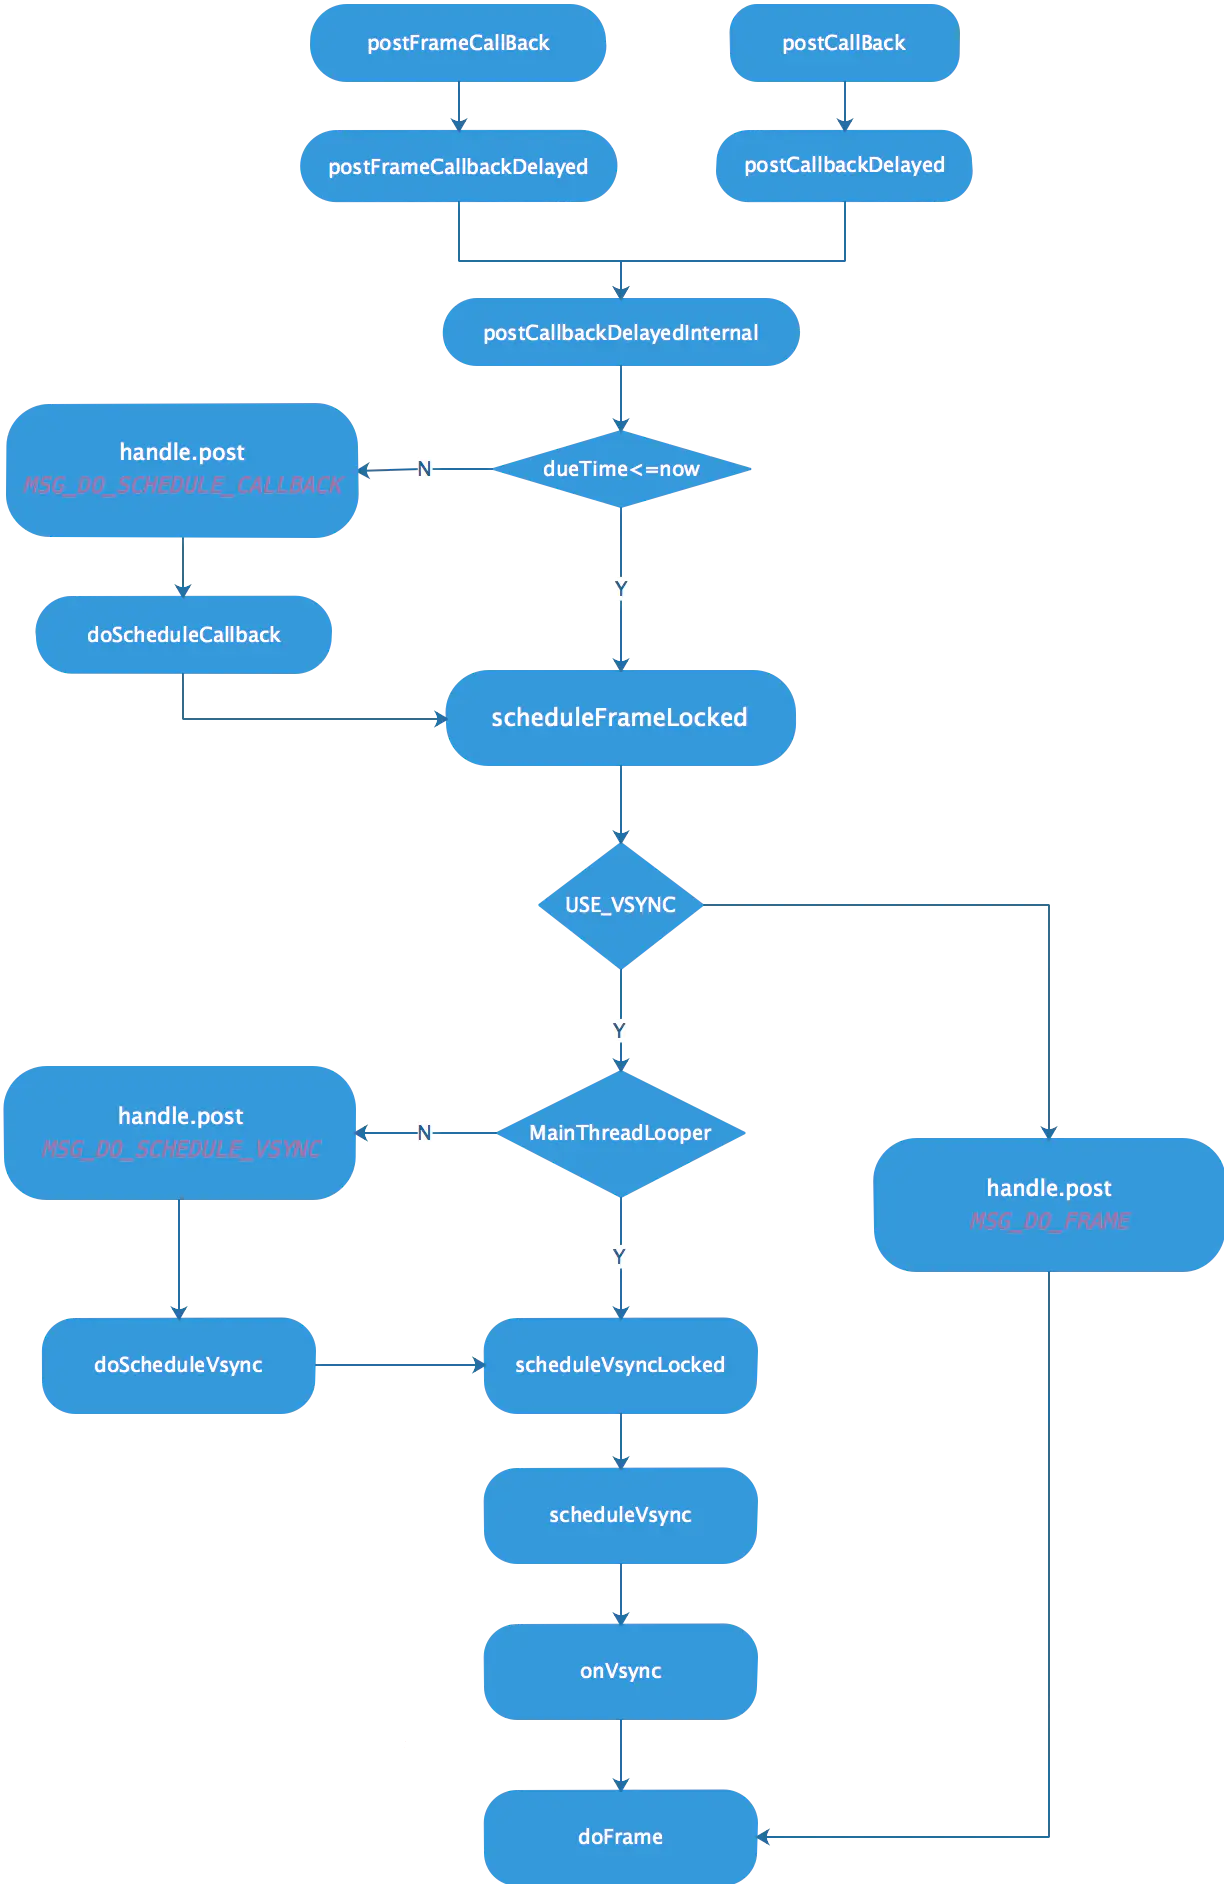 postFrameCallBack
postCallBack
postFrameCallbackDelayed
postCallbackDelayed
postCallbackDelayedInternal
handle.post
MSG_DO_SCHEDULE_CALLBACK
N
dueTime<=now
Y
doScheduleCallback
scheduleFrameLocked
USE_VSYNC
Y
handle.post
MSG_DO_SCHEDULE_VSYNC
N
MainThreadLooper
handle.post
MSG_DO_FRAME
Y
doScheduleVsync
scheduleVsyncLocked
scheduleVsync
onVsync
doFrame